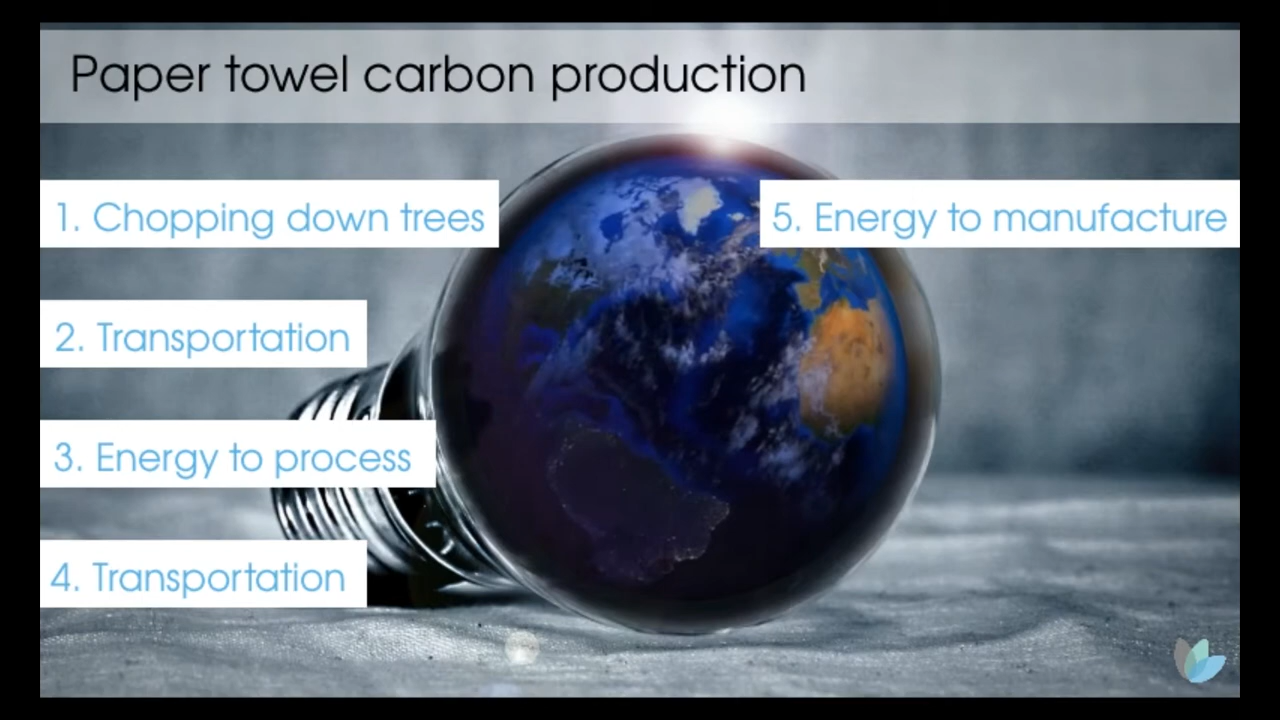 Paper towel carbon production
1. Chopping down trees
2. Transportation
3. Energy to process
4. Transportation
5. Energy to manufacture